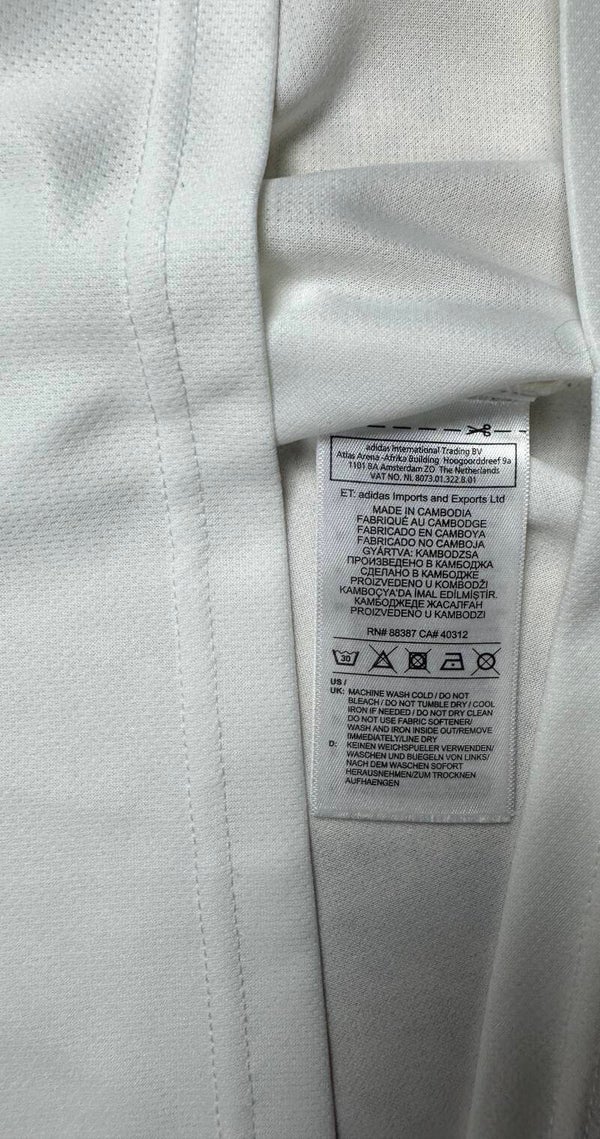 adidas International Trading BV
Atlas Arena -Afrika Building Hoogoorddreef 9a
1101 BA Amsterdam ZO The Netherlands
VAT NO. NL 8073.01.322.B.01
ET: adidas Imports and Exports Ltd
MADE IN CAMBODIA
FABRIQUÉ AU CAMBODGE
FABRICADO EN CAMBOYA
FABRICADO NO CAMBOJA
GYÁRTVA: KAMBODZSA
ПРОИЗВЕДЕНО В КАМБОДЖА
СДЕЛАНО В КАМБОДЖЕ
PROIZVEDENO U KOMBODŽI
KAMBOÇYA'DA İMAL EDİLMİŞTİR.
КАМБОДЖЕДЕ ЖАСАЛҒАН
PROIZVEDENO U KAMBODZI
RN# 88387 CA# 40312
30
US /
UK: MACHINE WASH COLD / DO NOT
BLEACH / DO NOT TUMBLE DRY / COOL
IRON IF NEEDED / DO NOT DRY CLEAN
DO NOT USE FABRIC SOFTENER/
WASH AND IRON INSIDE OUT/REMOVE
IMMEDIATELY/LINE DRY
D: KEINEN WEICHSPUELER VERWENDEN/
WASCHEN UND BUEGELN VON LINKS/
NACH DEM WASCHEN SOFORT
HERAUSNEHMEN/ZUM TROCKNEN
AUFHAENGEN